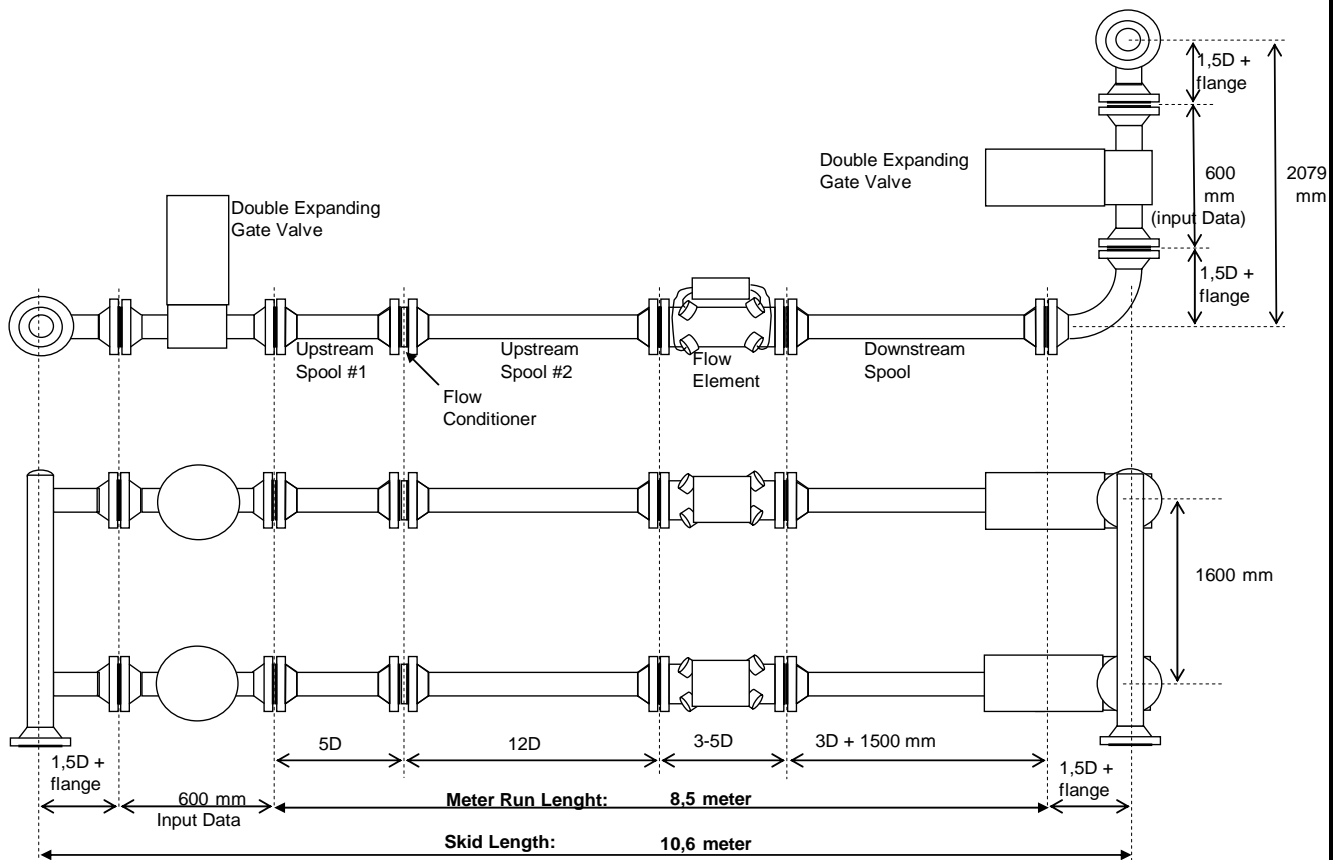 1,5D +
flange
Double Expanding
Gate Valve
600
mm
(input Data)
2079
mm
Double Expanding
Gate Valve
1,5D +
flange
Upstream
Spool #1
Upstream
Spool #2
Flow
Element
Downstream
Spool
Flow
Conditioner
1600 mm
5D
12D
3-5D
3D + 1500 mm
1,5D +
flange
1,5D +
flange
600 mm
Input Data
Meter Run Lenght: 8,5 meter
Skid Length: 10,6 meter